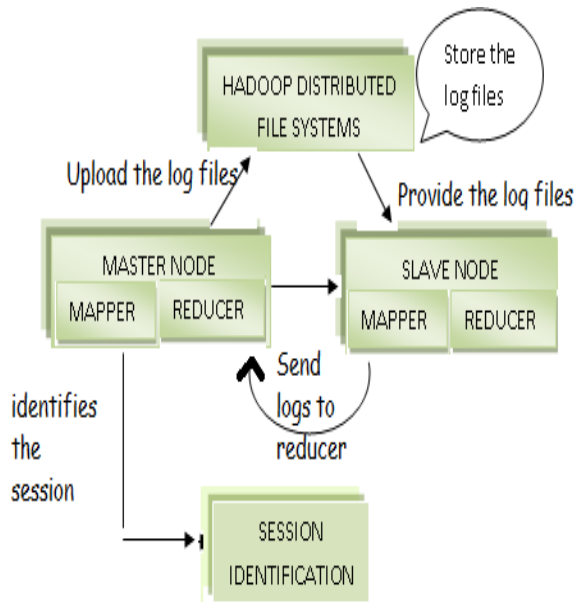 Store the
log files
HADOOP DISTRIBUTED
FILE SYSTEMS
Upload the log files
Provide the log files
MASTER NODE
MAPPER
REDUCER
SLAVE NODE
MAPPER
REDUCER
Send
logs to
reducer
identifies
the
session
SESSION
IDENTIFICATION